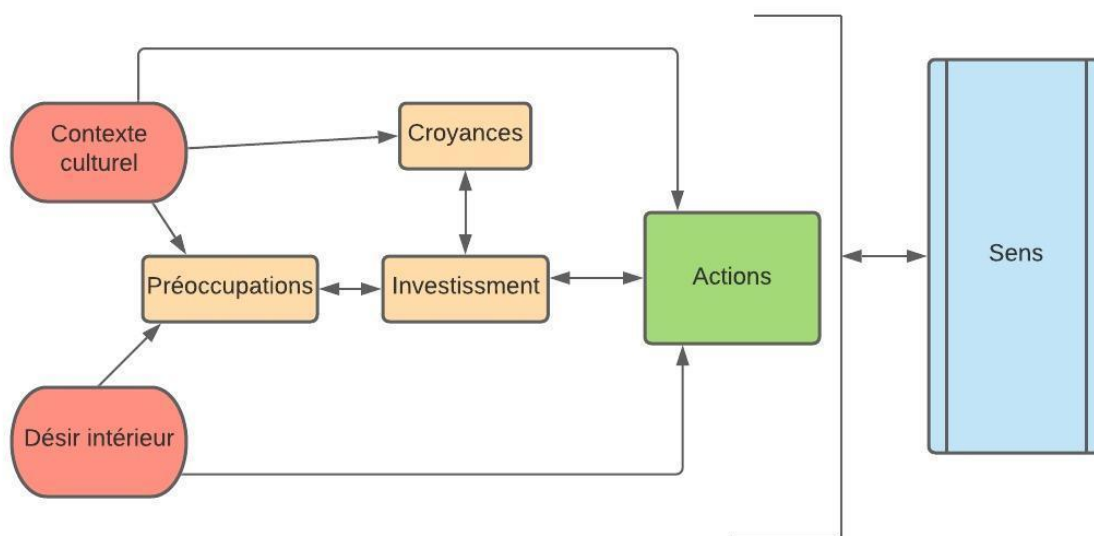 Contexte
culturel
Croyances
Préoccupations
Investissment
Actions
Sens
Désir intérieur